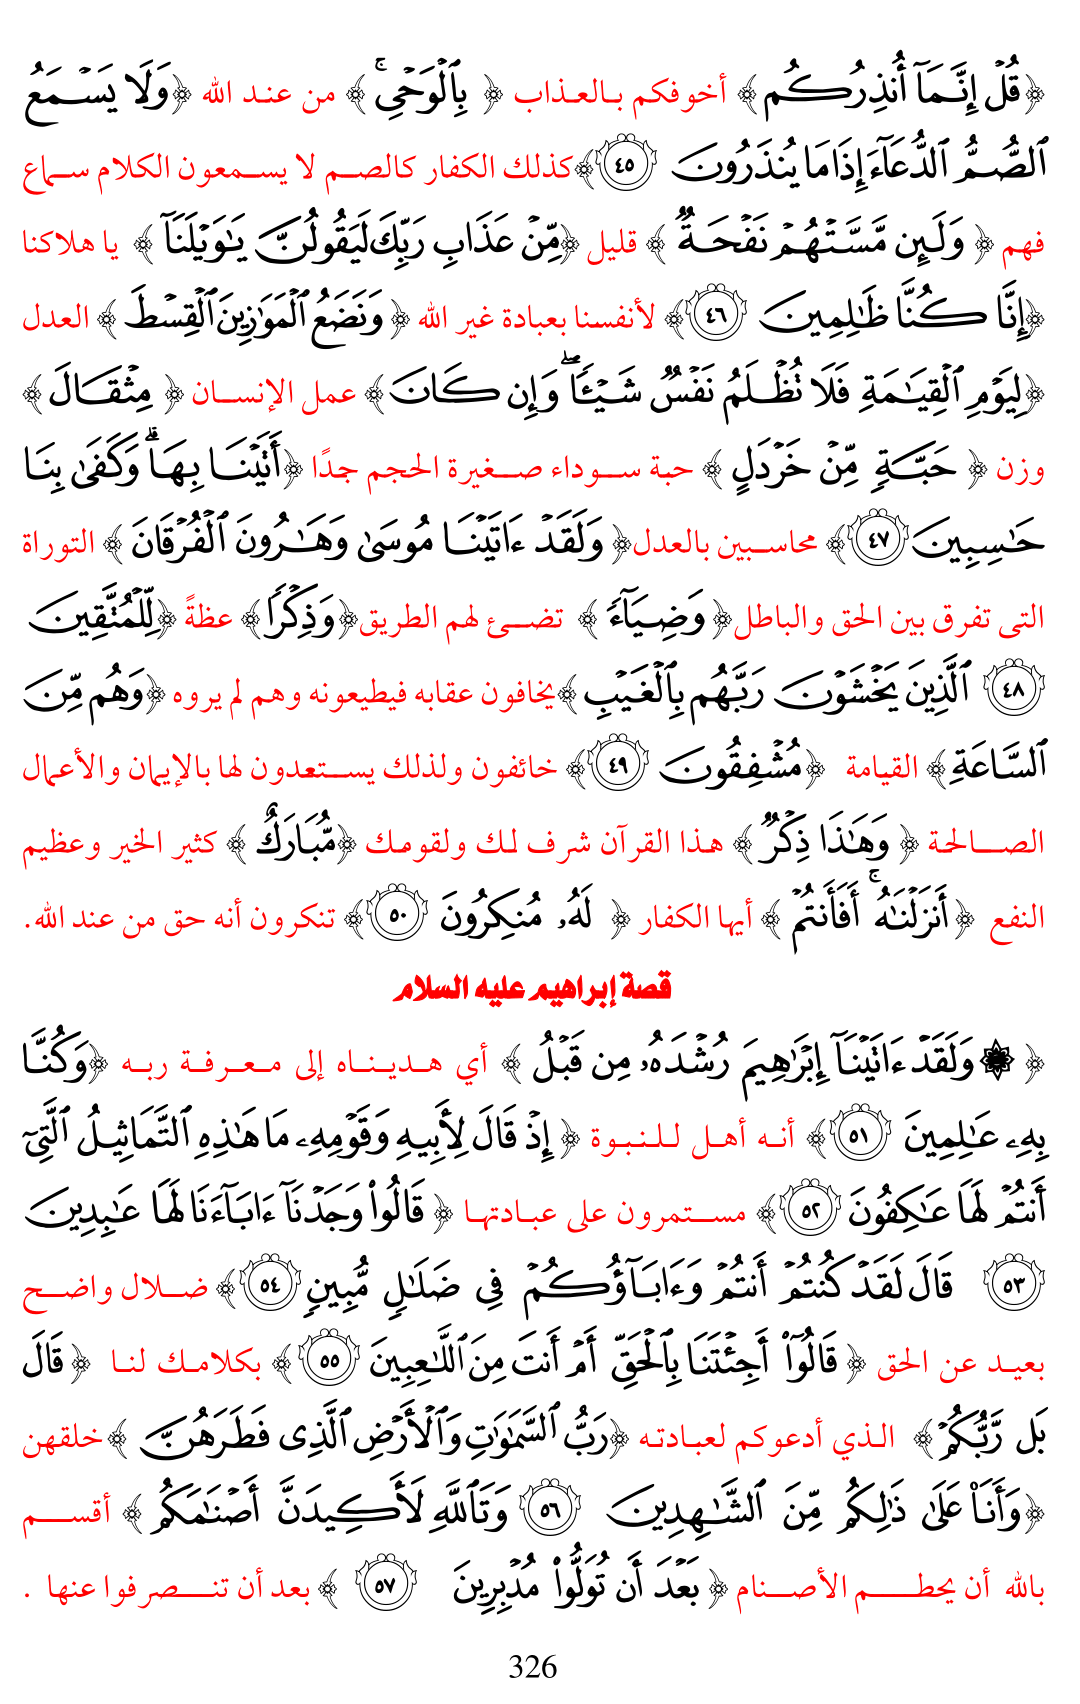 ﴿قُلْ إِنَّمَآ أُنذِرُكُم ﴾ أخوفكم بالعذاب ﴿ بِٱلْوَحْىِ ۚ ﴾ من عند الله ﴿وَلَا يَسْمَعُ
ٱلصُّمُّ ٱلدُّعَآءَ إِذَا مَا يُنذَرُونَ ٤٥﴾كذلك الكفار كالصم لا يسمعون الكلام سماع
فهم ﴿ وَلَئِن مَّسَّتْهُمْ نَفْحَةٌ ﴾ قليل ﴿مِّنْ عَذَابِ رَبِّكَ لَيَقُولُنَّ يَـٰوَيْلَنَآ ﴾ يا هلاكنا
﴿إِنَّا كُنَّا ظَـٰلِمِينَ ٤٦﴾ لأنفسنا بعبادة غير الله ﴿ وَنَضَعُ ٱلْمَوَٰزِينَ ٱلْقِسْطَ ﴾ العدل
﴿لِيَوْمِ ٱلْقِيَـٰمَةِ فَلَا تُظْلَمُ نَفْسٌ شَيْـًٔا ۖ وَإِن كَانَ﴾ عمل الإنسان ﴿ مِثْقَالَ ﴾
وزن ﴿ حَبَّةٍ مِّنْ خَرْدَلٍ ﴾ حبة سوداء صغيرة الحجم جدًا ﴿أَتَيْنَا بِهَا ۗ وَكَفَىٰ بِنَا
حَـٰسِبِينَ ٤٧﴾ محاسبين بالعدل﴿ وَلَقَدْ ءَاتَيْنَا مُوسَىٰ وَهَـٰرُونَ ٱلْفُرْقَانَ ﴾ التوراة
التى تفرق بين الحق والباطل﴿ وَضِيَآءً ﴾ تضئ لهم الطريق﴿وَذِكْرًا﴾ عظةً ﴿لِّلْمُتَّقِينَ
٤٨ ٱلَّذِينَ يَخْشَوْنَ رَبَّهُم بِٱلْغَيْبِ ﴾يخافون عقابه فيطيعونه وهم لم يروه ﴿وَهُم مِّنَ
ٱلسَّاعَةِ﴾ القيامة ﴿مُشْفِقُونَ ٤٩﴾ خائفون ولذلك يستعدون لها بالإيمان والأعمال
الصالحة ﴿ وَهَـٰذَا ذِكْرٌ ﴾ هذا القرآن شرف لك ولقومك ﴿مُّبَارَكٌ ﴾ كثير الخير وعظيم
النفع ﴿أَنزَلْنَـٰهُ ۚ أَفَأَنتُمْ ﴾ أيها الكفار ﴿ لَهُۥ مُنكِرُونَ ٥٠﴾ تنكرون أنه حق من عند الله.
قصة إبراهيم عليه السلام
﴿ ۞وَلَقَدْ ءَاتَيْنَآ إِبْرَٰهِيمَ رُشْدَهُۥ مِن قَبْلُ ﴾ أي هديناه إلى معرفة ربه ﴿وَكُنَّا
بِهِۦ عَـٰلِمِينَ ٥١﴾ أنه أهل للنبوة ﴿ إِذْ قَالَ لِأَبِيهِ وَقَوْمِهِۦ مَا هَـٰذِهِ ٱلتَّمَاثِيلُ ٱلَّتِىٓ
أَنتُمْ لَهَا عَـٰكِفُونَ ٥٢﴾ مستمرون على عبادتها ﴿ قَالُوا۟ وَجَدْنَآ ءَابَآءَنَا لَهَا عَـٰبِدِينَ
٥٣ قَالَ لَقَدْ كُنتُمْ أَنتُمْ وَءَابَآؤُكُمْ فِى ضَلَـٰلٍ مُّبِينٍ ٥٤﴾ ضلال واضح
بعيد عن الحق ﴿ قَالُوٓا۟ أَجِئْتَنَا بِٱلْحَقِّ أَمْ أَنتَ مِنَ ٱللَّـٰعِبِينَ ٥٥ ﴾ بكلامك لنا ﴿ قَالَ
بَل رَّبُّكُمْ﴾ الذي أدعوكم لعبادته ﴿رَبُّ ٱلسَّمَـٰوَٰتِ وَٱلْأَرْضِ ٱلَّذِى فَطَرَهُنَّ ﴾ خلقهن
﴿وَأَنَا۠ عَلَىٰ ذَٰلِكُم مِّنَ ٱلشَّـٰهِدِينَ ٥٦ وَتَٱللَّهِ لَأَكِيدَنَّ أَصْنَـٰمَكُم ﴾ أقسم
بالله أن يحطم الأصنام ﴿ بَعْدَ أَن تُوَلُّوا۟ مُدْبِرِينَ ٥٧ ﴾ بعد أن تنصرفوا عنها .
326